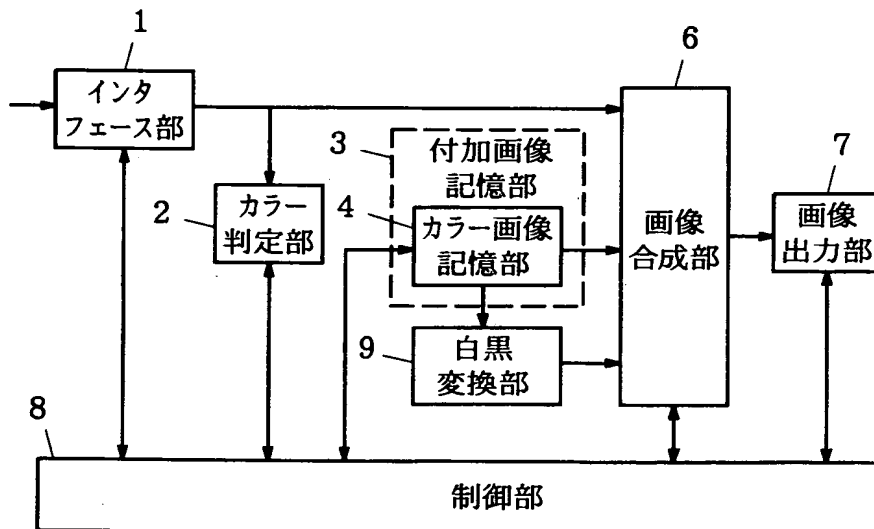 1
インタ
フェース部
2
カラー
判定部
3
付加画像
記憶部
4
カラー画像
記憶部
9
白黒
変換部
6
画像
合成部
7
画像
出力部
8
制御部